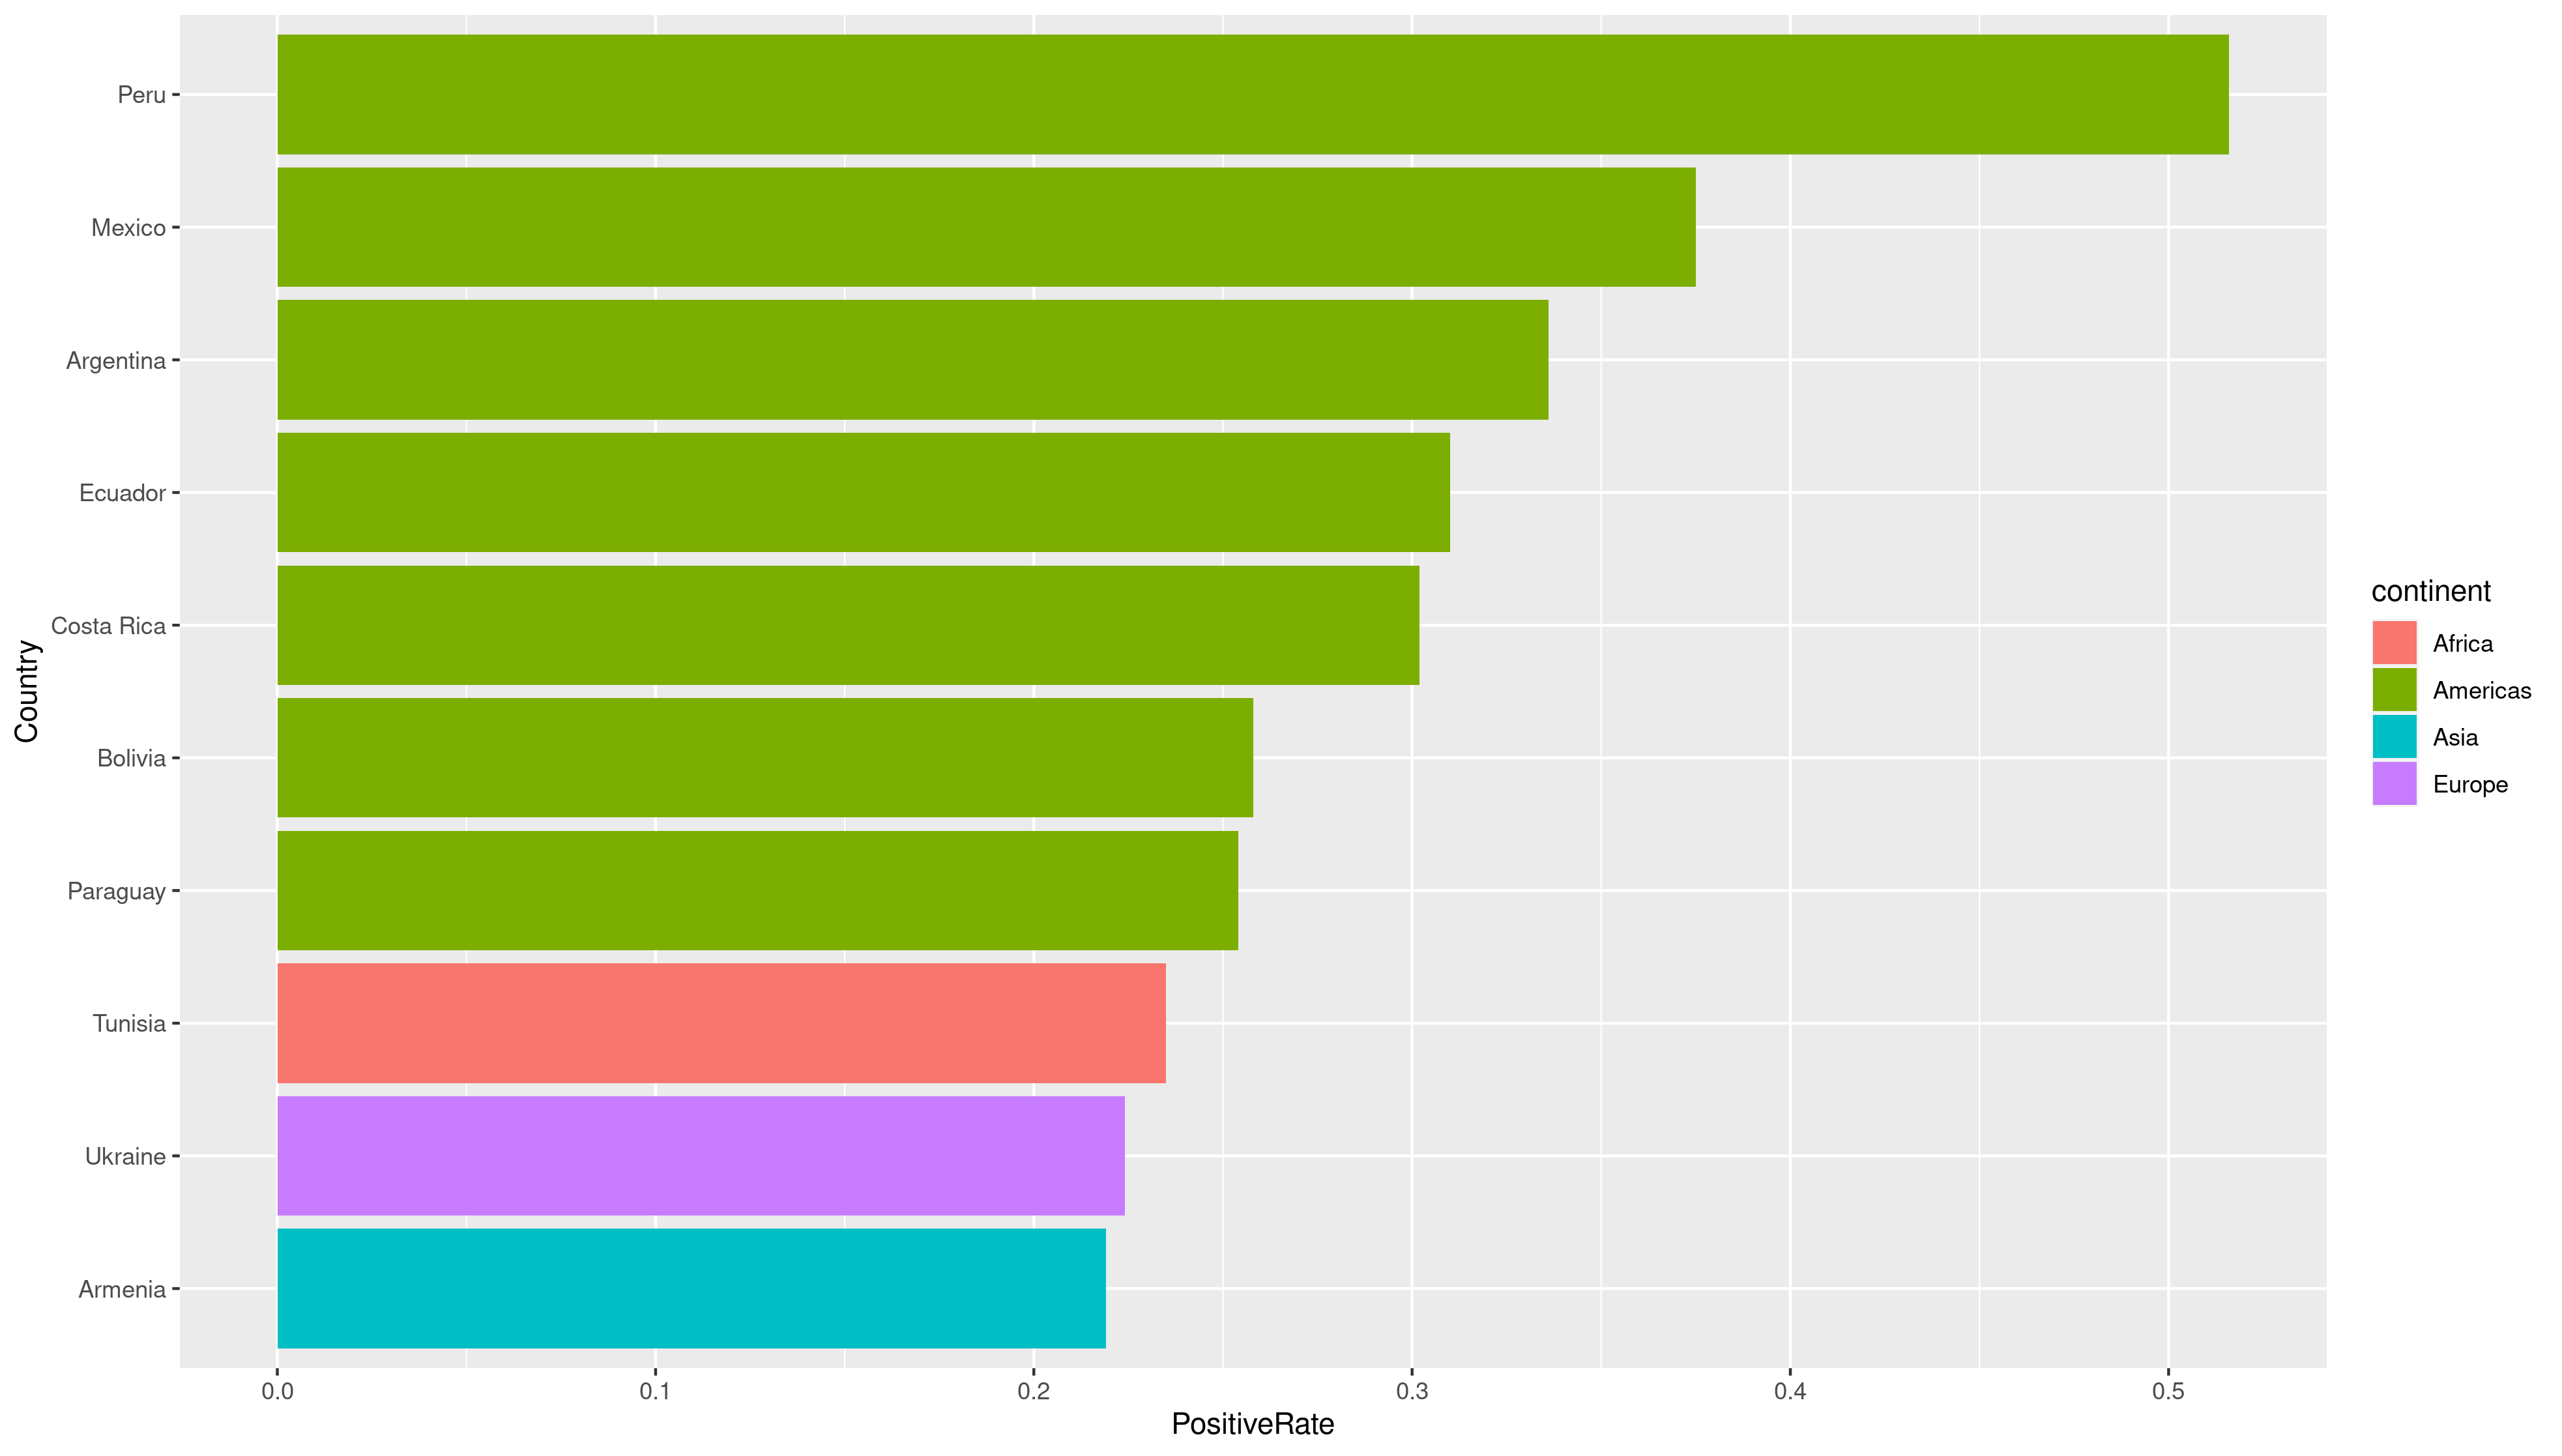 Peru
Mexico
Argentina
Ecuador
Costa Rica
Bolivia
Paraguay
Tunisia
Ukraine
Armenia
Country
0.0 0.1 0.2 0.3 0.4 0.5
PositiveRate
continent
Africa
Americas
Asia
Europe